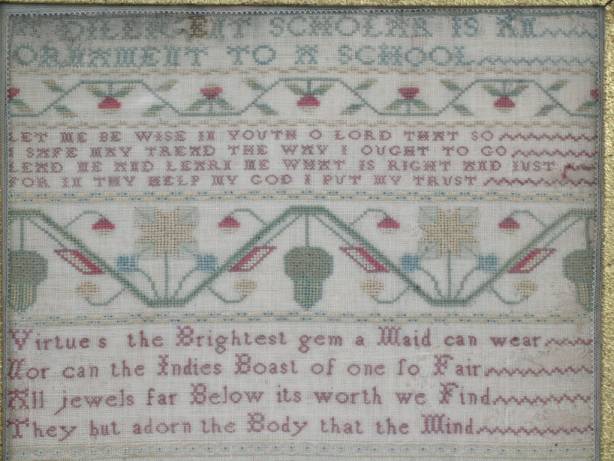 A DILEGENT SCHOLAR IS AN
ORNAMENT TO A SCHOOL
LET ME BE WISE IN YOUTH O LORD THAT SO
I SAFE MAY TREAD THE WAY I OUGHT TO GO
LEAD ME AND LEARN ME WHAT IS RIGHT AND IUST
FOR IN THY HELP MY GOD I PUT MY TRUST
Virtue s the Brightest gem a Maid can wear
Nor can the Indies Boast of one ſo Fair
All jewels far Below its worth we Find
They but adorn the Body that the Mind